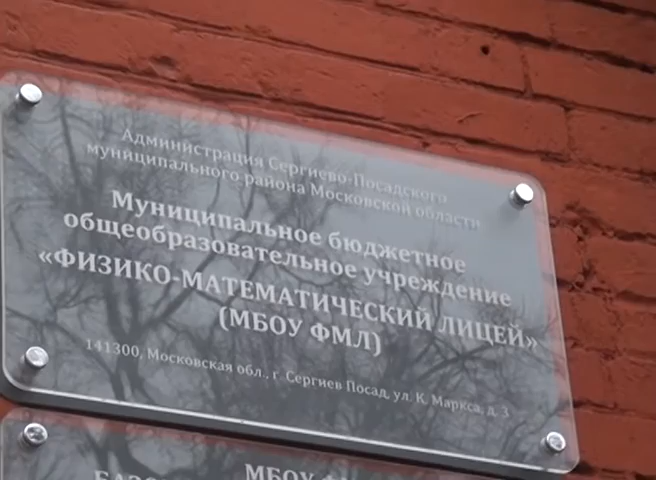 Администрация Сергиево-Посадского
муниципального района Московской области
Муниципальное бюджетное
общеобразовательное учреждение
«ФИЗИКО-МАТЕМАТИЧЕСКИЙ ЛИЦЕЙ»
(МБОУ ФМЛ)
141300, Московская обл., г. Сергиев Посад, ул. К. Маркса, д. 3
МБОУ